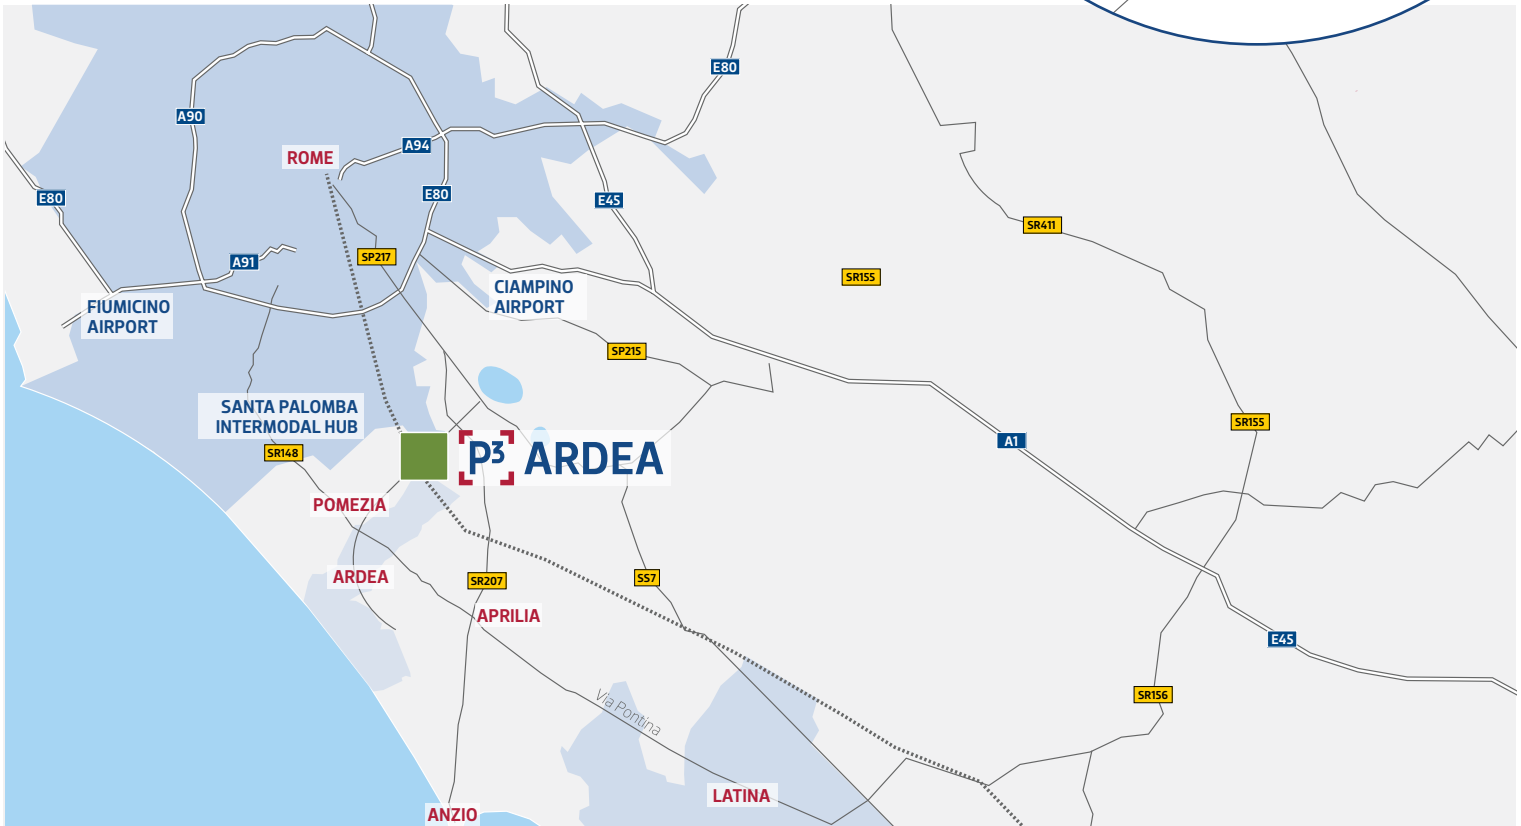 E80
A90
A94
ROME
E80
E80
E45
SR411
SP217
A91
SR155
CIAMPINO
AIRPORT
FIUMICINO
AIRPORT
SP215
SANTA PALOMBA
INTERMODAL HUB
SR155
A1
SR148
P³ ARDEA
POMEZIA
ARDEA
SR207
SS7
APRILIA
E45
SR156
Via Pontina
LATINA
ANZIO